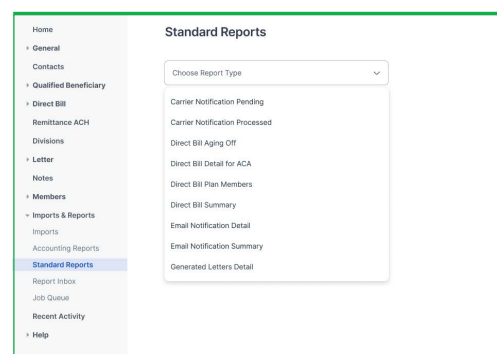 Home
General
Contacts
Qualified Beneficiary
Direct Bill
Remittance ACH
Divisions
Letter
Notes
Members
Imports & Reports
Imports
Accounting Reports
Standard Reports
Report Inbox
Job Queue
Recent Activity
Help
Standard Reports
Choose Report Type
Carrier Notification Pending
Carrier Notification Processed
Direct Bill Aging Off
Direct Bill Detail for ACA
Direct Bill Plan Members
Direct Bill Summary
Email Notification Detail
Email Notification Summary
Generated Letters Detail